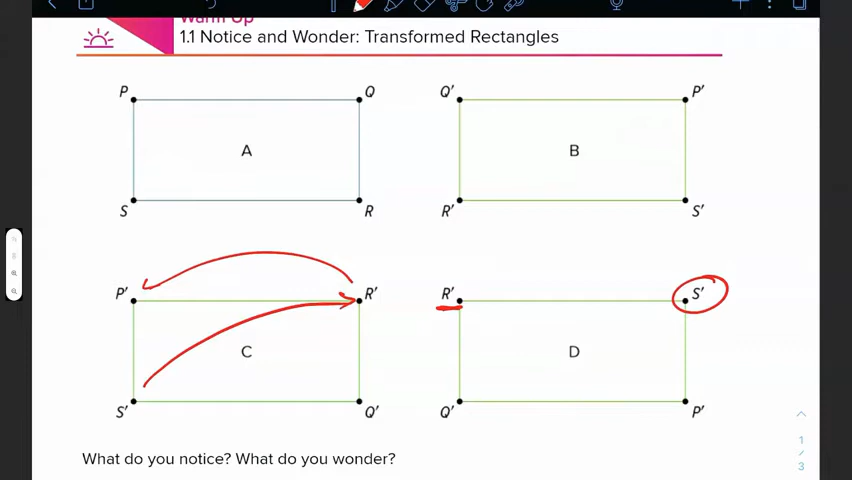 Warm Up
1.1 Notice and Wonder: Transformed Rectangles
P Q Q' P'
A B
S R R' S'
P' R' R' S'
C D
S' Q' Q' P'
What do you notice? What do you wonder?
1
/
3